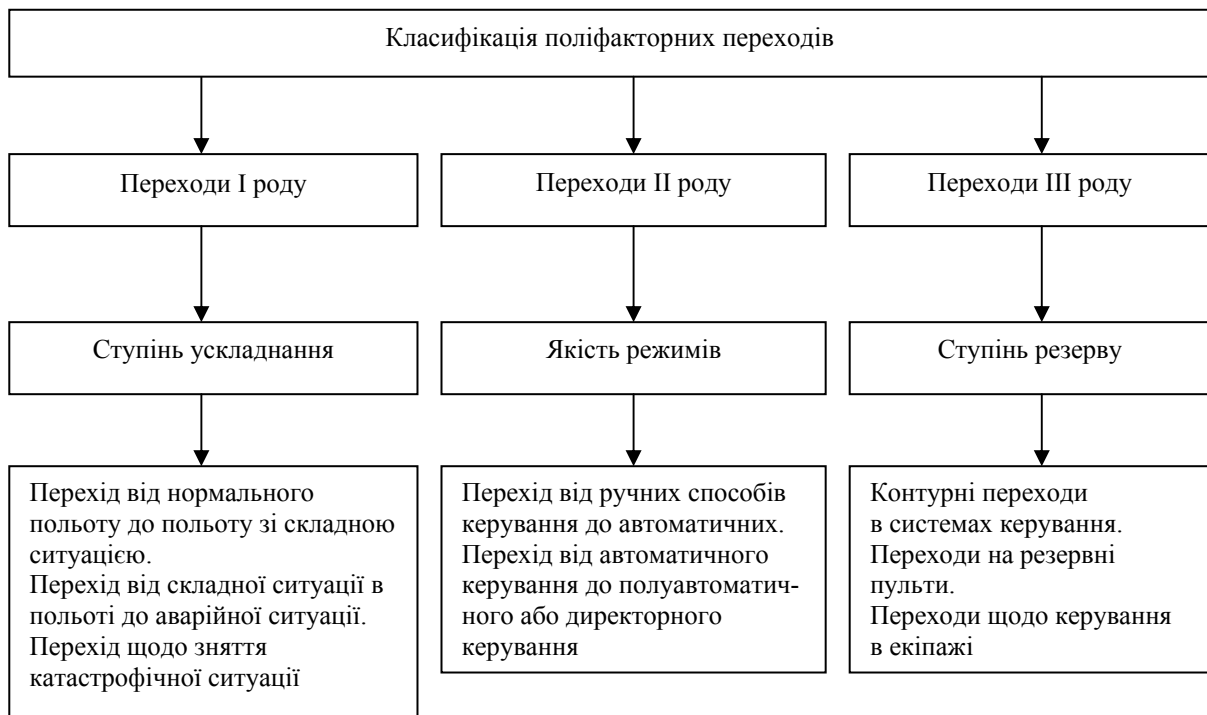 Класифікація поліфакторних переходів
Переходи I роду
Переходи II роду
Переходи III роду
Ступінь ускладнання
Якість режимів
Ступінь резерву
Перехід від нормального
польоту до польоту зі складною
ситуацією.
Перехід від складної ситуації в
польоті до аварійної ситуації.
Перехід щодо зняття
катастрофічної ситуації
Перехід від ручних способів
керування до автоматичних.
Перехід від автоматичного
керування до полуавтоматич-
ного або директорного
керування
Контурні переходи
в системах керування.
Переходи на резервні
пульти.
Переходи щодо керування
в екіпажі